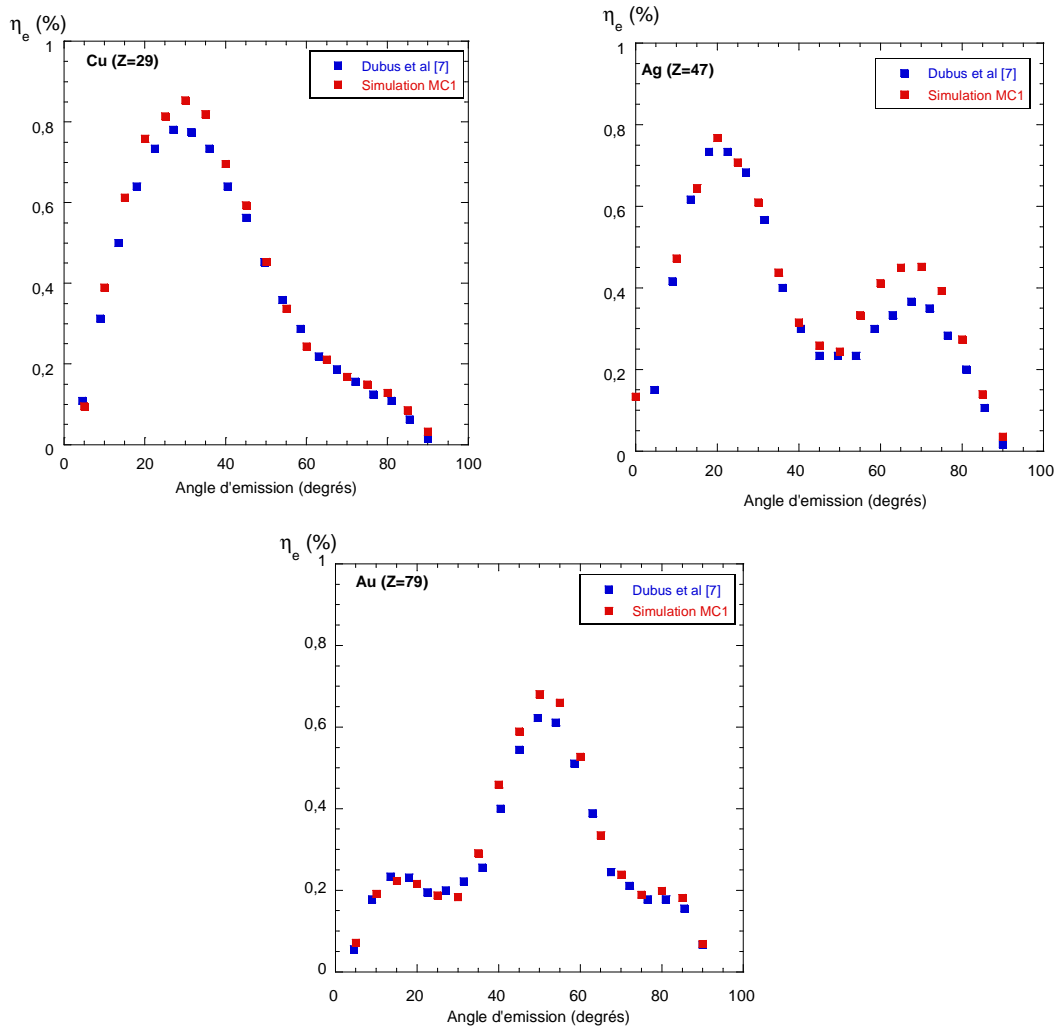 η_e (%)
Cu (Z=29)
Dubus et al [7]
Simulation MC1
1
0,8
0,6
0,4
0,2
0
0 20 40 60 80 100
Angle d'emission (degrés)
η_e (%)
Ag (Z=47)
Dubus et al [7]
Simulation MC1
1
0,8
0,6
0,4
0,2
0
0 20 40 60 80 100
Angle d'emission (degrés)
η_e (%)
Au (Z=79)
Dubus et al [7]
Simulation MC1
1
0,8
0,6
0,4
0,2
0
0 20 40 60 80 100
Angle d'emission (degrés)